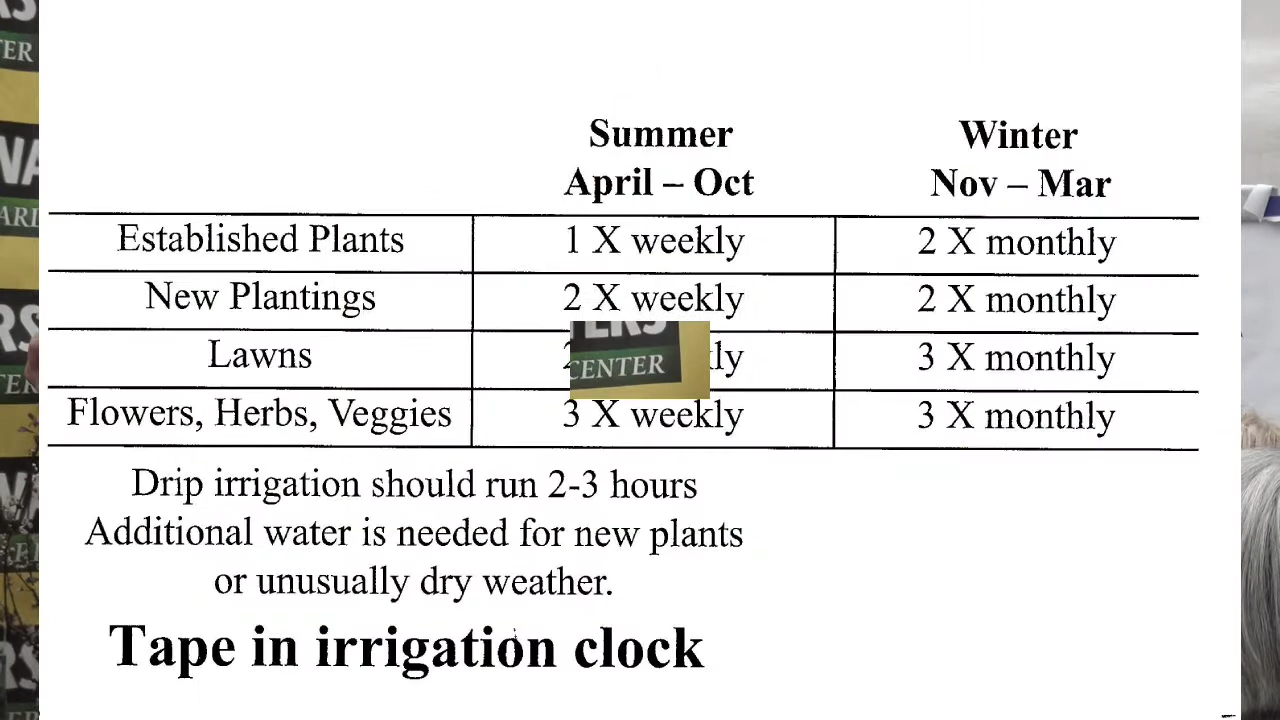 Summer Winter
April – Oct Nov – Mar
Established Plants 1 X weekly 2 X monthly
New Plantings 2 X weekly 2 X monthly
Lawns 3 X monthly
Flowers, Herbs, Veggies 3 X weekly 3 X monthly
Drip irrigation should run 2-3 hours
Additional water is needed for new plants
or unusually dry weather.
Tape in irrigation clock
CENTER